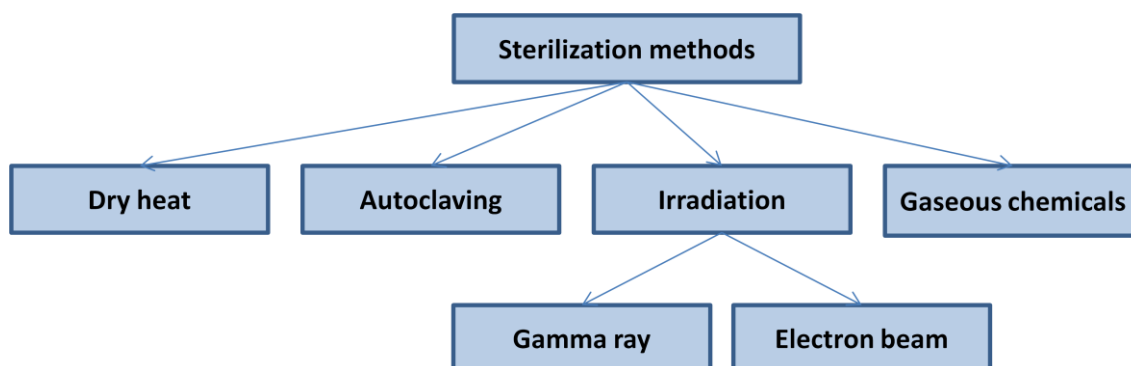 Sterilization methods
Dry heat
Autoclaving
Irradiation
Gaseous chemicals
Gamma ray
Electron beam